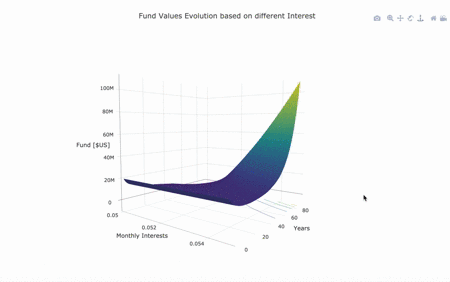 Fund Values Evolution based on different Interest
100M
80M
60M
Fund [$US]
40M
20M
0
0.05
0.052
0.054
Monthly Interests
0
20
40
60
80
Years